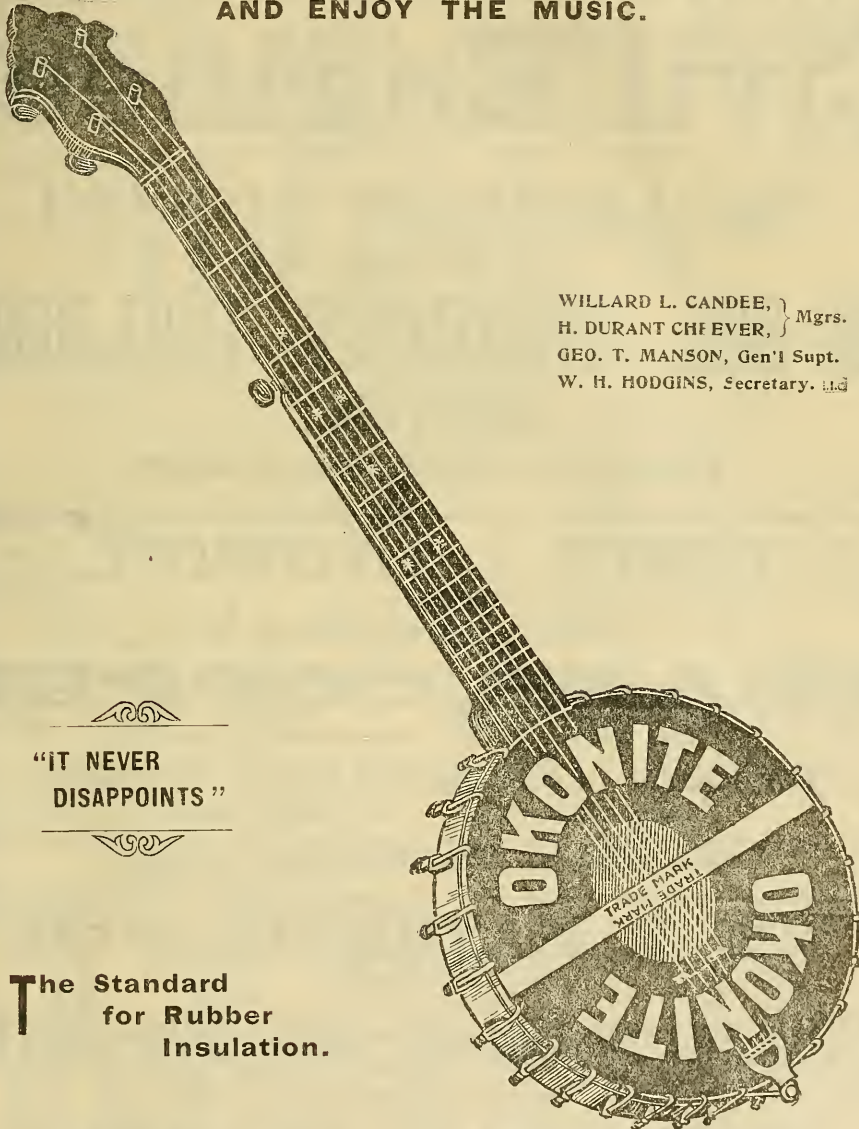 AND ENJOY THE MUSIC.
WILLARD L. CANDEE, } Mgrs.
H. DURANT CHEEVER,
GEO. T. MANSON, Gen'l Supt.
W. H. HODGINS, Secretary.
"IT NEVER
DISAPPOINTS"
OKONITE
TRADE MARK
TRADE MARK
OKONITE
The Standard
for Rubber
Insulation.